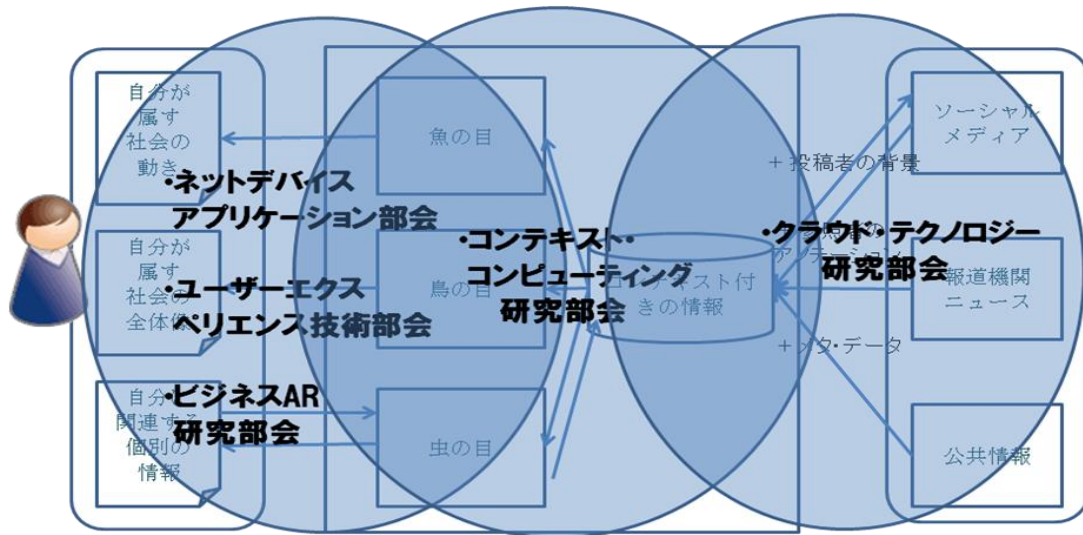 自分が
属す
社会の
動き
魚の目
ソーシャル
メディア
+ 投稿者の背景
・ネットデバイス
アプリケーション部会
・コンテキスト・
コンピューティング
研究部会
・クラウド・テクノロジー
研究部会
自分が
属す
社会の
全体像
鳥の目
付
きの情報
報道機関
ニュース
・ユーザーエクス
ペリエンス技術部会
+ メタ・データ
・ビジネスAR
研究部会
自分
関連する
個別の
情報
虫の目
公共情報